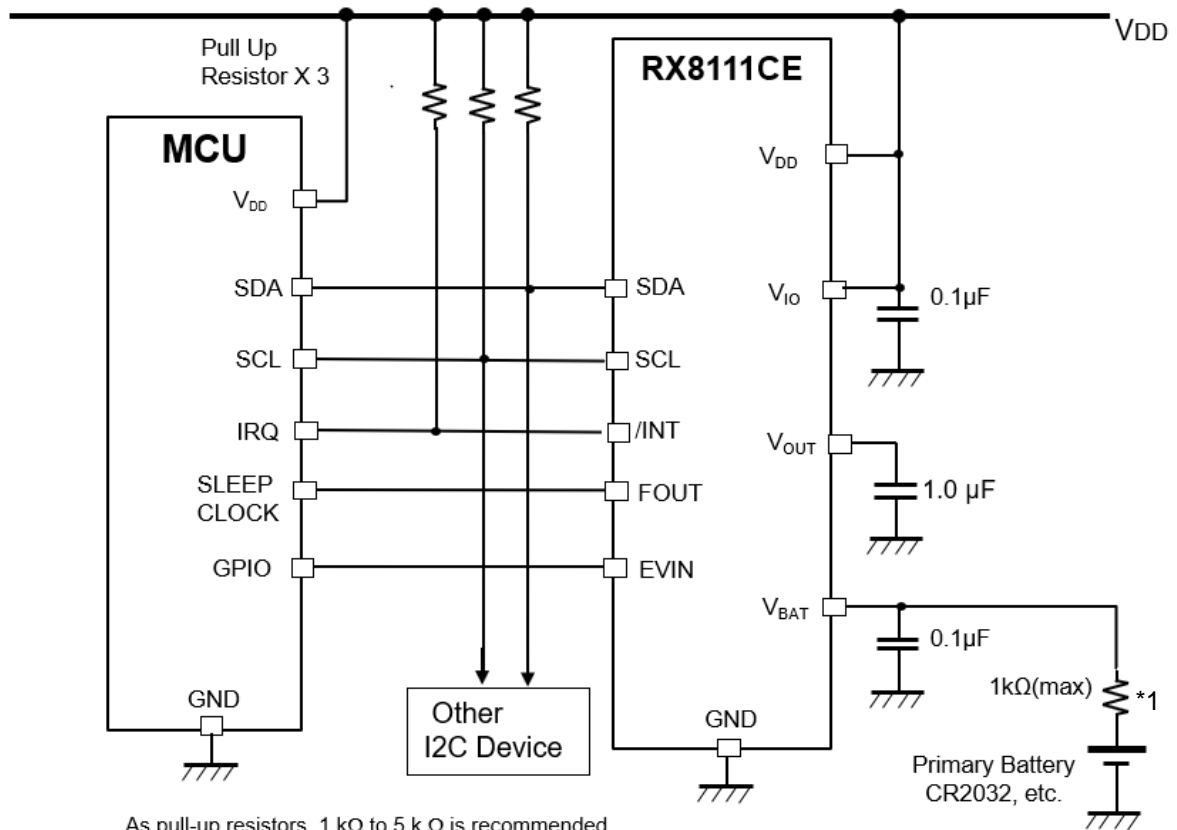 VDD
Pull Up
Resistor X 3
RX8111CE
MCU
VDD
VDD
SDA
SDA
VIO
0.1µF
SCL
SCL
IRQ
/INT
VOUT
SLEEP
CLOCK
FOUT
1.0 µF
GPIO
EVIN
VBAT
0.1µF
1kΩ(max)
*1
GND
Other
I2C Device
GND
Primary Battery
CR2032, etc.
As pull-up resistors, 1 kΩ to 5 k Ω is recommended